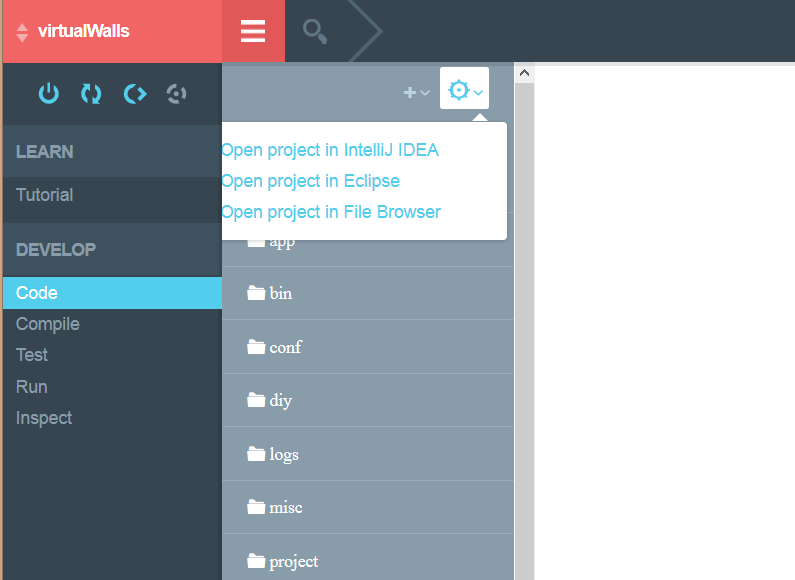 virtualWalls
LEARN
Tutorial
DEVELOP
Code
Compile
Test
Run
Inspect
Open project in IntelliJ IDEA
Open project in Eclipse
Open project in File Browser
app
bin
conf
diy
logs
misc
project